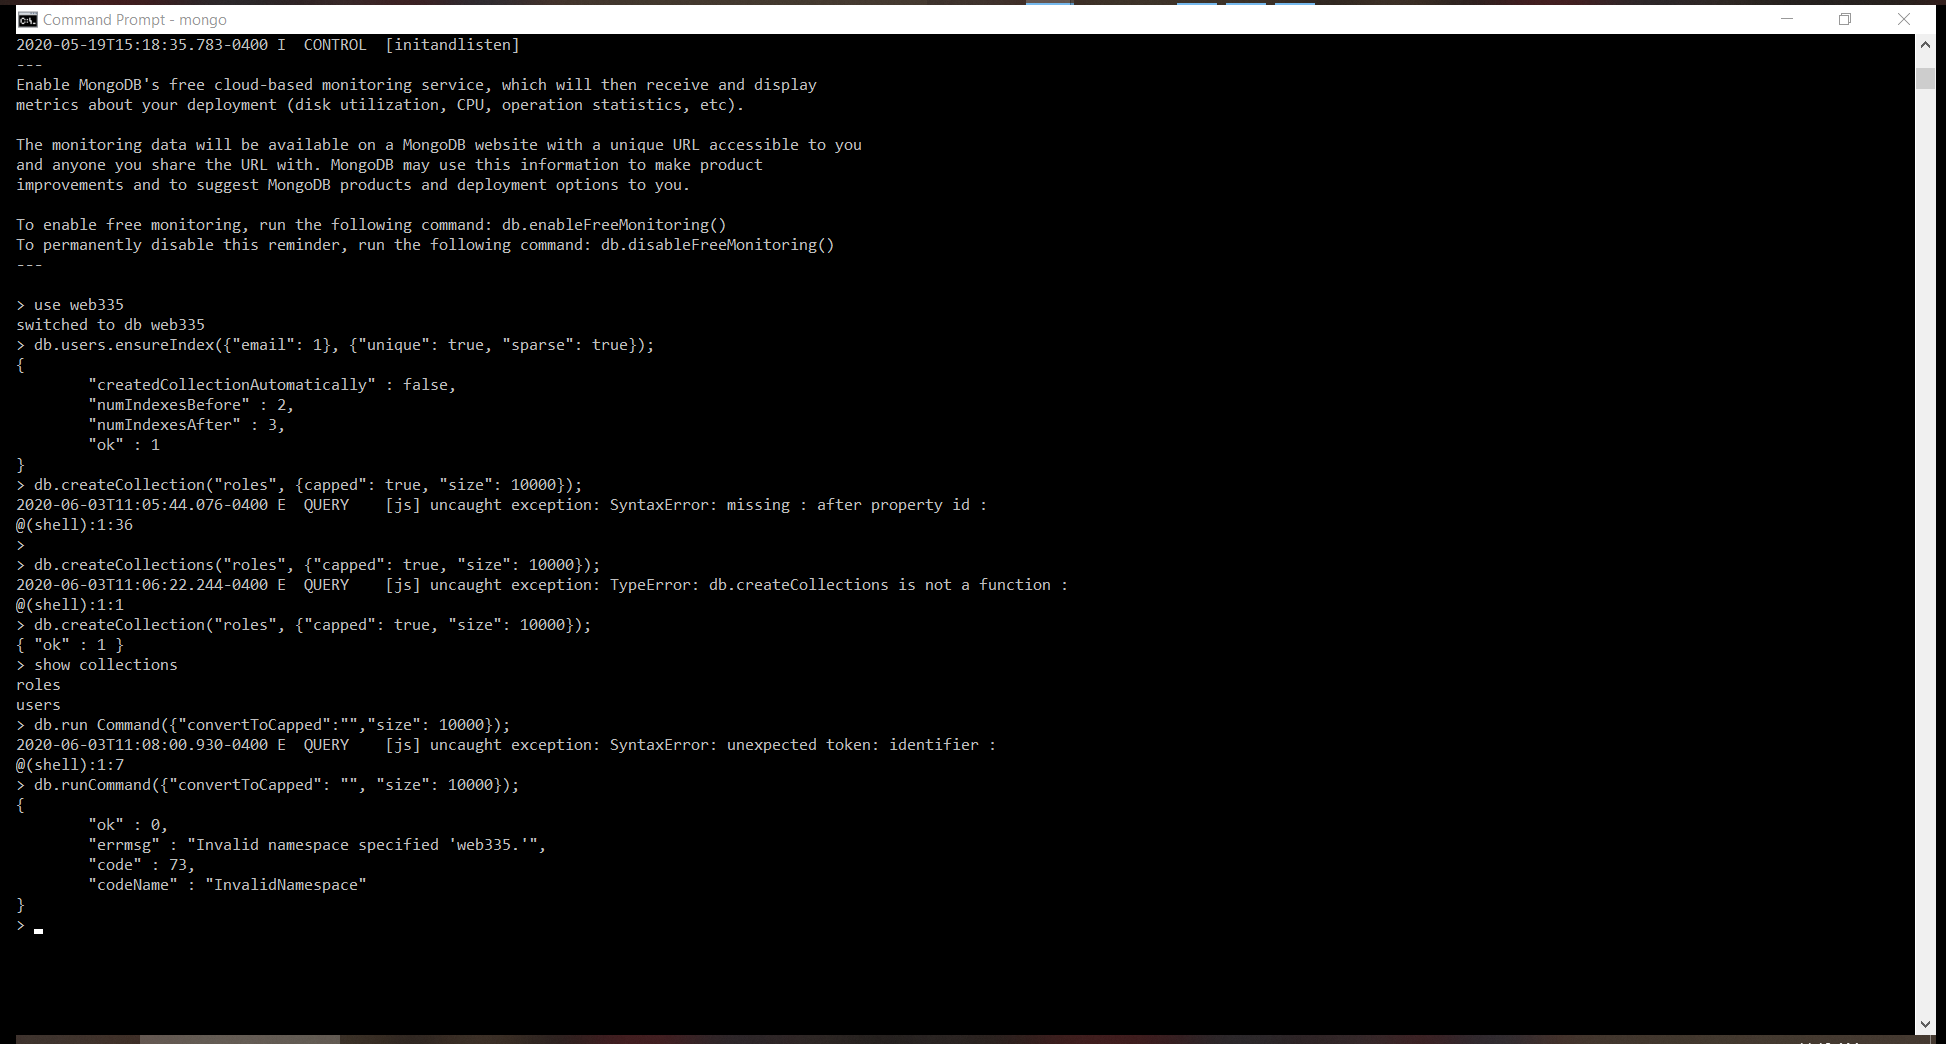 Command Prompt - mongo
2020-05-19T15:18:35.783-0400 I  CONTROL  [initandlisten]
---
Enable MongoDB's free cloud-based monitoring service, which will then receive and display
metrics about your deployment (disk utilization, CPU, operation statistics, etc).

The monitoring data will be available on a MongoDB website with a unique URL accessible to you
and anyone you share the URL with. MongoDB may use this information to make product
improvements and to suggest MongoDB products and deployment options to you.

To enable free monitoring, run the following command: db.enableFreeMonitoring()
To permanently disable this reminder, run the following command: db.disableFreeMonitoring()
---

> use web335
switched to db web335
> db.users.ensureIndex({"email": 1}, {"unique": true, "sparse": true});
{
        "createdCollectionAutomatically" : false,
        "numIndexesBefore" : 2,
        "numIndexesAfter" : 3,
        "ok" : 1
}
> db.createCollection("roles", {capped": true, "size": 10000});
2020-06-03T11:05:44.076-0400 E  QUERY    [js] uncaught exception: SyntaxError: missing : after property id :
@(shell):1:36
>
> db.createCollections("roles", {"capped": true, "size": 10000});
2020-06-03T11:06:22.244-0400 E  QUERY    [js] uncaught exception: TypeError: db.createCollections is not a function :
@(shell):1:1
> db.createCollection("roles", {"capped": true, "size": 10000});
{ "ok" : 1 }
> show collections
roles
users
> db.run Command({"convertToCapped":"","size": 10000});
2020-06-03T11:08:00.930-0400 E  QUERY    [js] uncaught exception: SyntaxError: unexpected token: identifier :
@(shell):1:7
> db.runCommand({"convertToCapped": "", "size": 10000});
{
        "ok" : 0,
        "errmsg" : "Invalid namespace specified 'web335.'",
        "code" : 73,
        "codeName" : "InvalidNamespace"
}
>